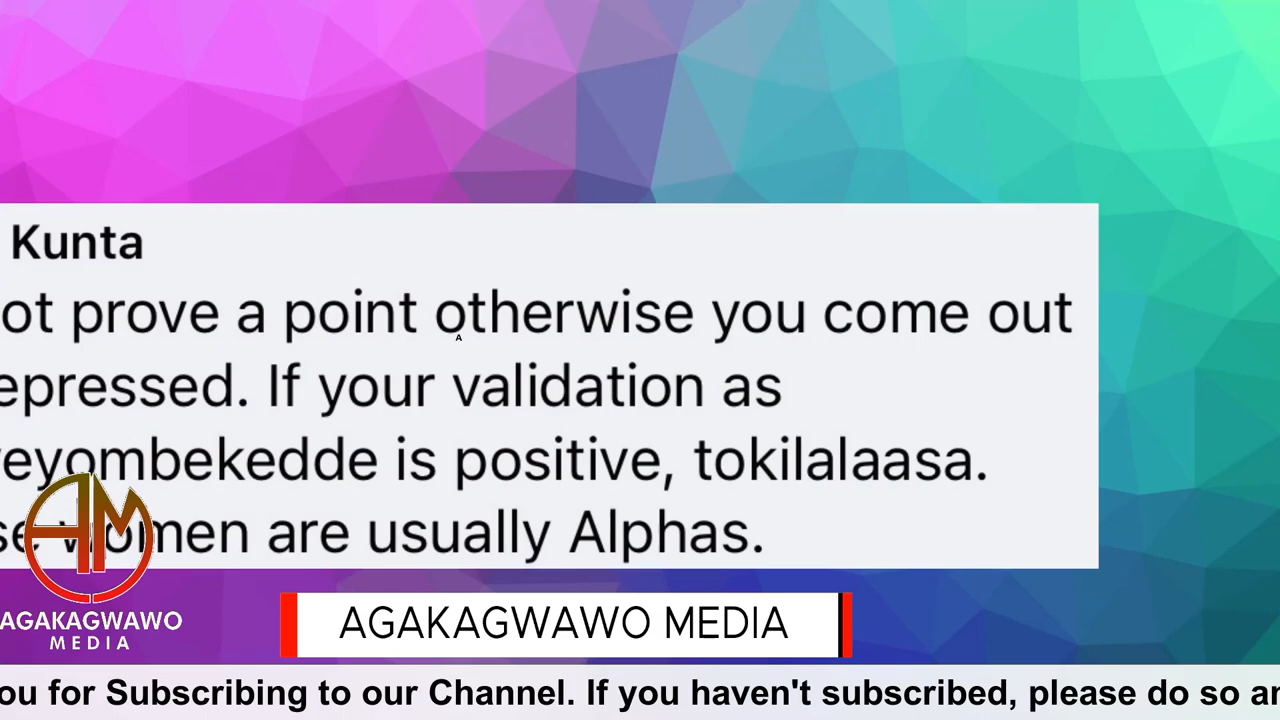 Kunta
ot prove a point otherwise you come out
A
epressed. If your validation as
eyombekedde is positive, tokilalaasa.
se women are usually Alphas.
AM
AGAKAGWAWO
MEDIA
AGAKAGWAWO MEDIA
ou for Subscribing to our Channel. If you haven't subscribed, please do so an